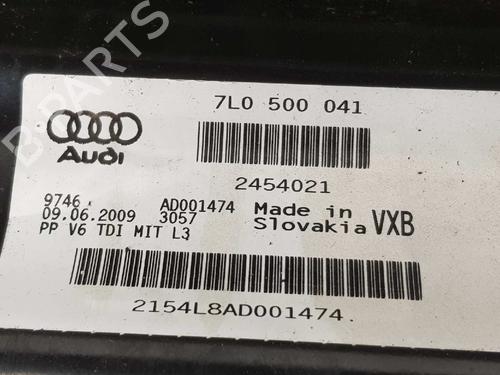 B-PARTS
7L0 500 041
Audi
2454021
9746 AD001474
09.06.2009 3057
Made in
Slovakia VXB
PP V6 TDI MIT L3
2154L8AD001474